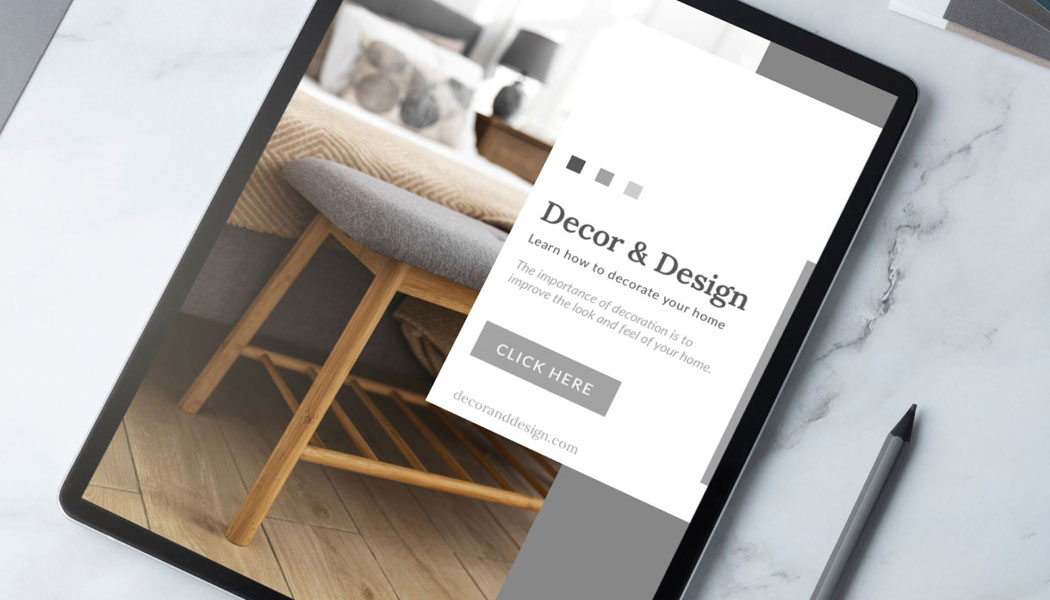 Decor & Design
Learn how to decorate your home
The importance of decoration is to
improve the look and feel of your home.
CLICK HERE
decoranddesign.com